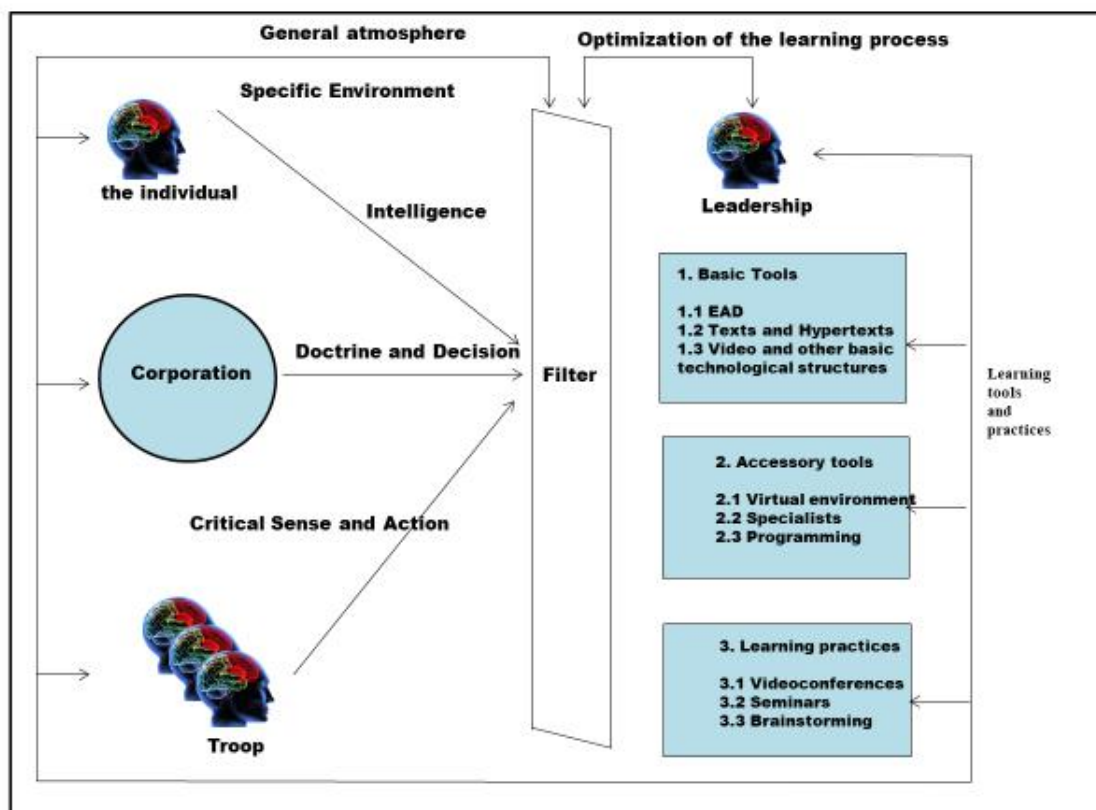 General atmosphere
Optimization of the learning process
Specific Environment
the individual
Intelligence
Leadership
1. Basic Tools
1.1 EAD
1.2 Texts and Hypertexts
1.3 Video and other basic
technological structures
Corporation
Doctrine and Decision
Filter
Learning
tools
and
practices
2. Accessory tools
2.1 Virtual environment
2.2 Specialists
2.3 Programming
Critical Sense and Action
3. Learning practices
3.1 Videoconferences
3.2 Seminars
3.3 Brainstorming
Troop